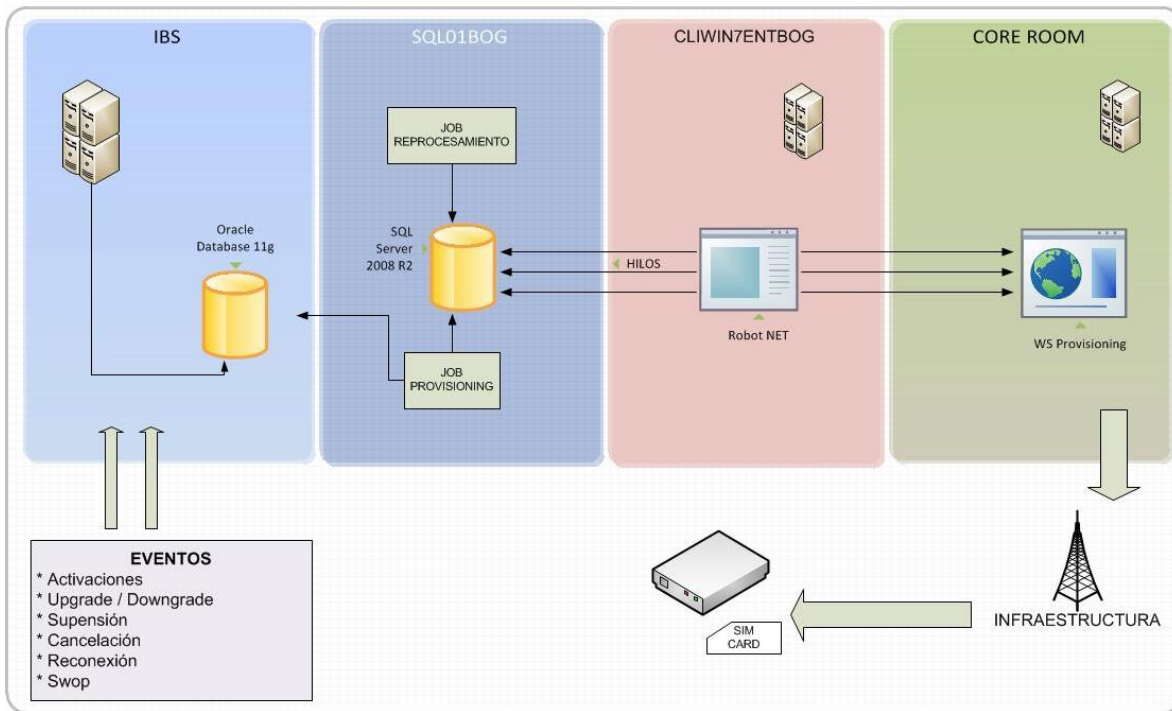 IBS
SQL01BOG
CLIWIN7ENTBOG
CORE ROOM
JOB
REPROCESAMIENTO
Oracle
Database 11g
SQL
Server
2008 R2
HILOS
Robot NET
WS Provisioning
JOB
PROVISIONING
EVENTOS
* Activaciones
* Upgrade / Downgrade
* Supensión
* Cancelación
* Reconexión
* Swop
SIM
CARD
INFRAESTRUCTURA